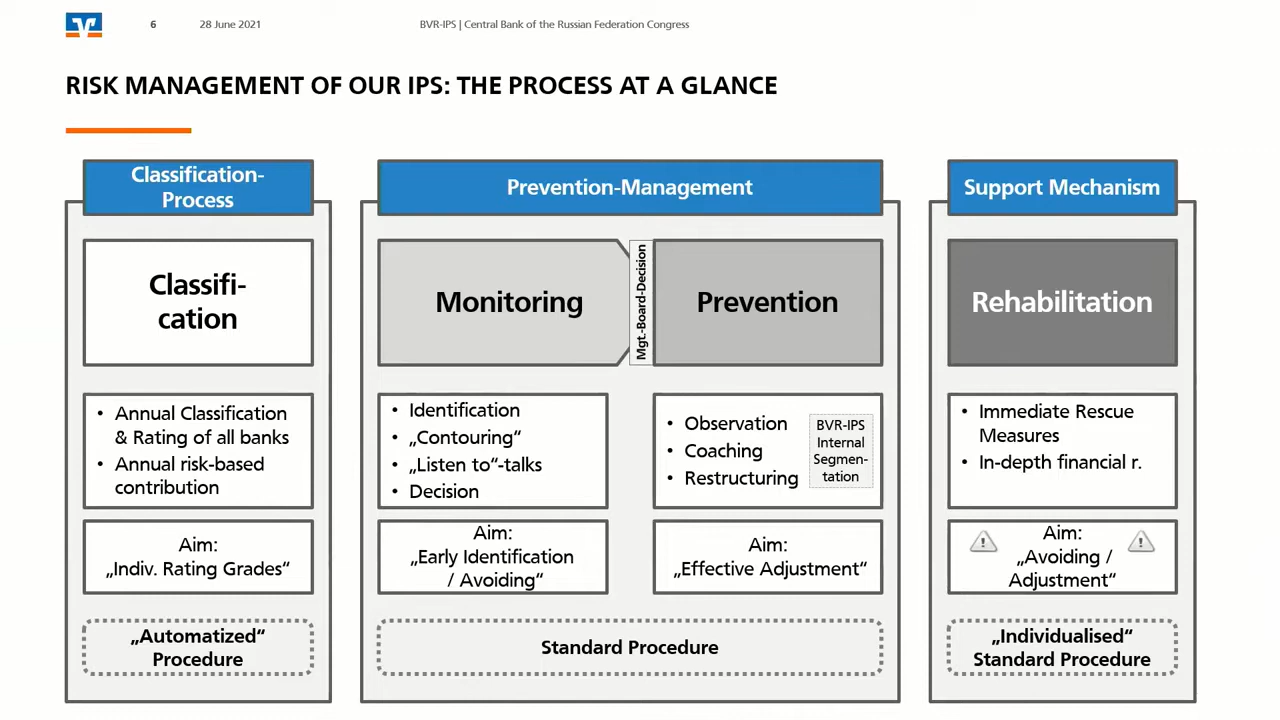 6
28 June 2021
BVR-IPS | Central Bank of the Russian Federation Congress
RISK MANAGEMENT OF OUR IPS: THE PROCESS AT A GLANCE
Classification-
Process
Classifi-
cation
• Annual Classification
& Rating of all banks
• Annual risk-based
contribution
Aim:
„Indiv. Rating Grades“
„Automatized“
Procedure
Prevention-Management
Monitoring
Mgt.-Board-Decision
Prevention
• Identification
• „Contouring“
• „Listen to“-talks
• Decision
• Observation
• Coaching
• Restructuring
BVR-IPS
Internal
Segmen-
tation
Aim:
„Early Identification
/ Avoiding“
Aim:
„Effective Adjustment“
Standard Procedure
Support Mechanism
Rehabilitation
• Immediate Rescue
Measures
• In-depth financial r.
Aim:
„Avoiding /
Adjustment“
„Individualised“
Standard Procedure